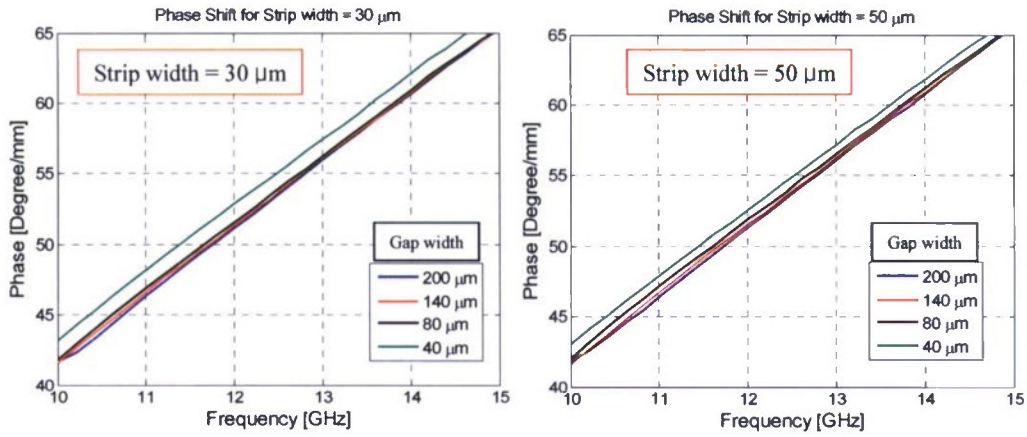 Phase Shift for Strip width = 30 μm
Strip width = 30 μm
65
60
55
50
45
40
Phase [Degree/mm]
Gap width
200 μm
140 μm
80 μm
40 μm
10 11 12 13 14 15
Frequency [GHz]
Phase Shift for Strip width = 50 μm
Strip width = 50 μm
65
60
55
50
45
40
Phase [Degree/mm]
Gap width
200 μm
140 μm
80 μm
40 μm
10 11 12 13 14 15
Frequency [GHz]